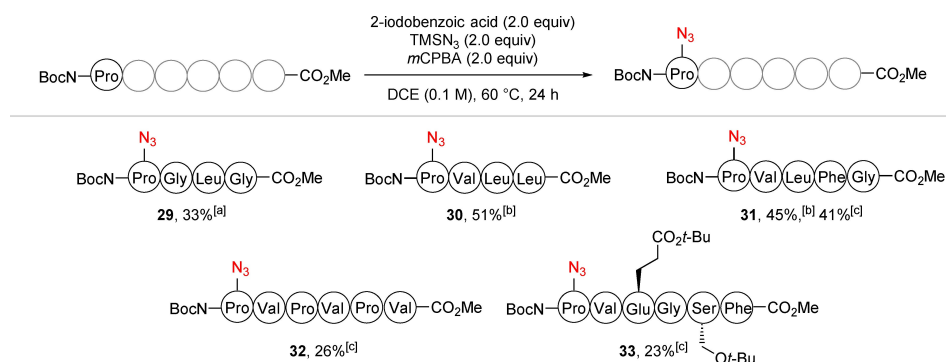 2-iodobenzoic acid (2.0 equiv)
TMSN₃ (2.0 equiv)
mCPBA (2.0 equiv)
DCE (0.1 M), 60 °C, 24 h
BocN Pro CO₂Me
N₃
BocN Pro CO₂Me
N₃
BocN Pro Gly Leu Gly CO₂Me
29, 33%[a]
N₃
BocN Pro Val Leu Leu CO₂Me
30, 51%[b]
N₃
BocN Pro Val Leu Phe Gly CO₂Me
31, 45%,[b] 41%[c]
N₃
BocN Pro Val Pro Val Pro Val CO₂Me
32, 26%[c]
CO₂t-Bu
N₃
BocN Pro Val Glu Gly Ser Phe CO₂Me
Ot-Bu
33, 23%[c]